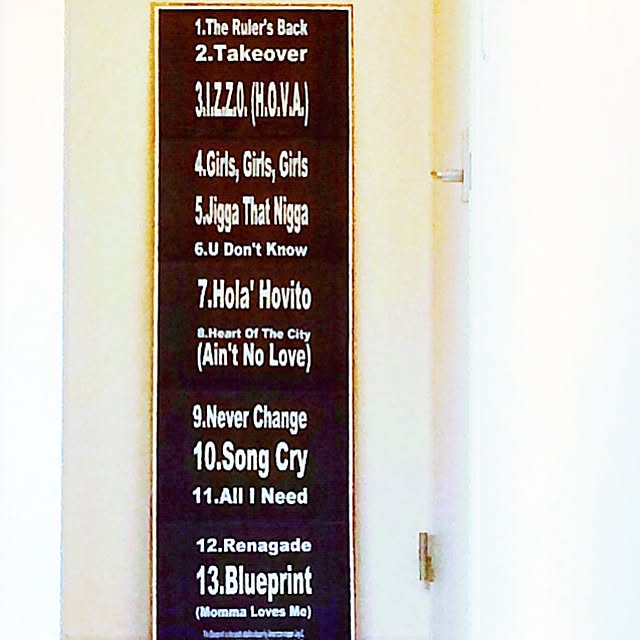 1.The Ruler's Back
2.Takeover
3.I.Z.Z.O. (H.O.V.A.)
4.Girls, Girls, Girls
5.Jigga That Nigga
6.U Don't Know
7.Hola' Hovito
8.Heart Of The City
(Ain't No Love)
9.Never Change
10.Song Cry
11.All I Need
12.Renagade
13.Blueprint
(Momma Loves Me)